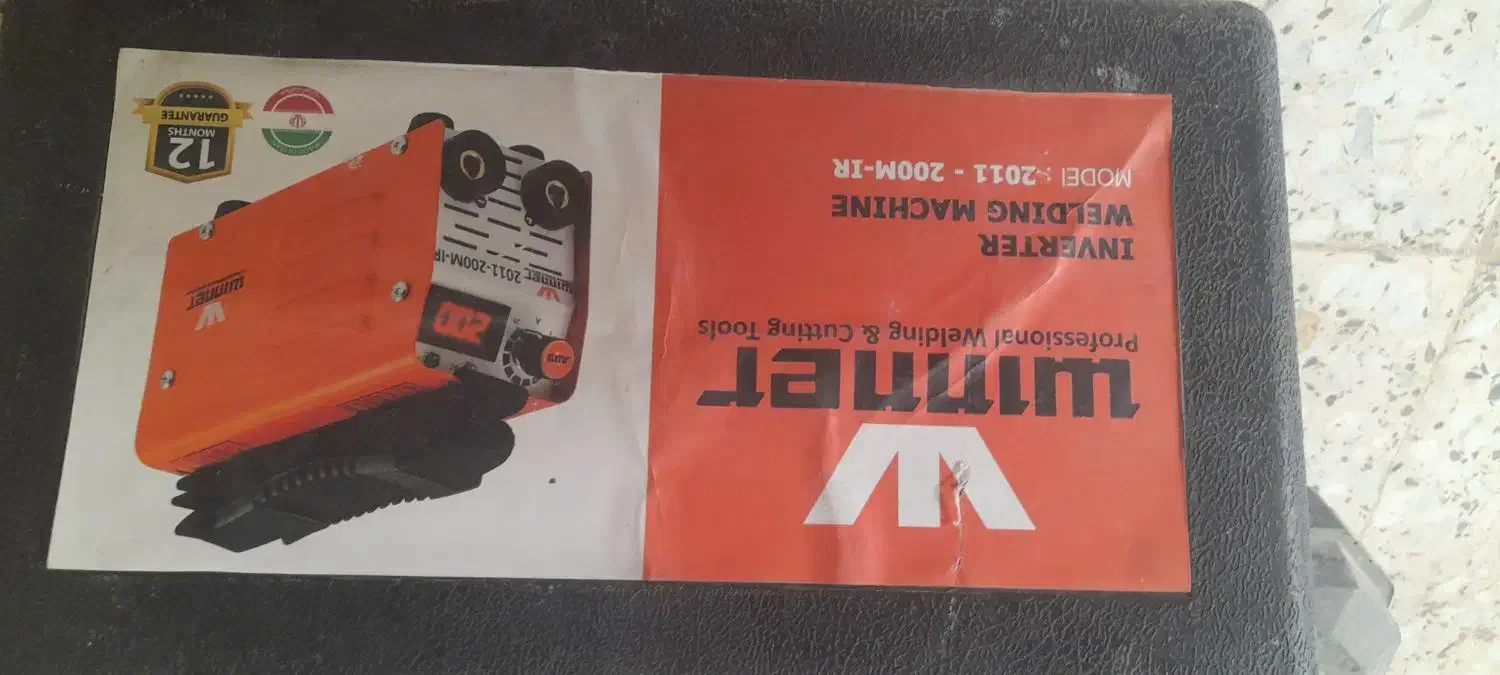 winner
Professional Welding & Cutting Tools
INVERTER
WELDING MACHINE
MODEl : 2011 - 200M-IR
winner
winner 2011-200M-IR
200
A
12
MONTHS
GUARANTEE